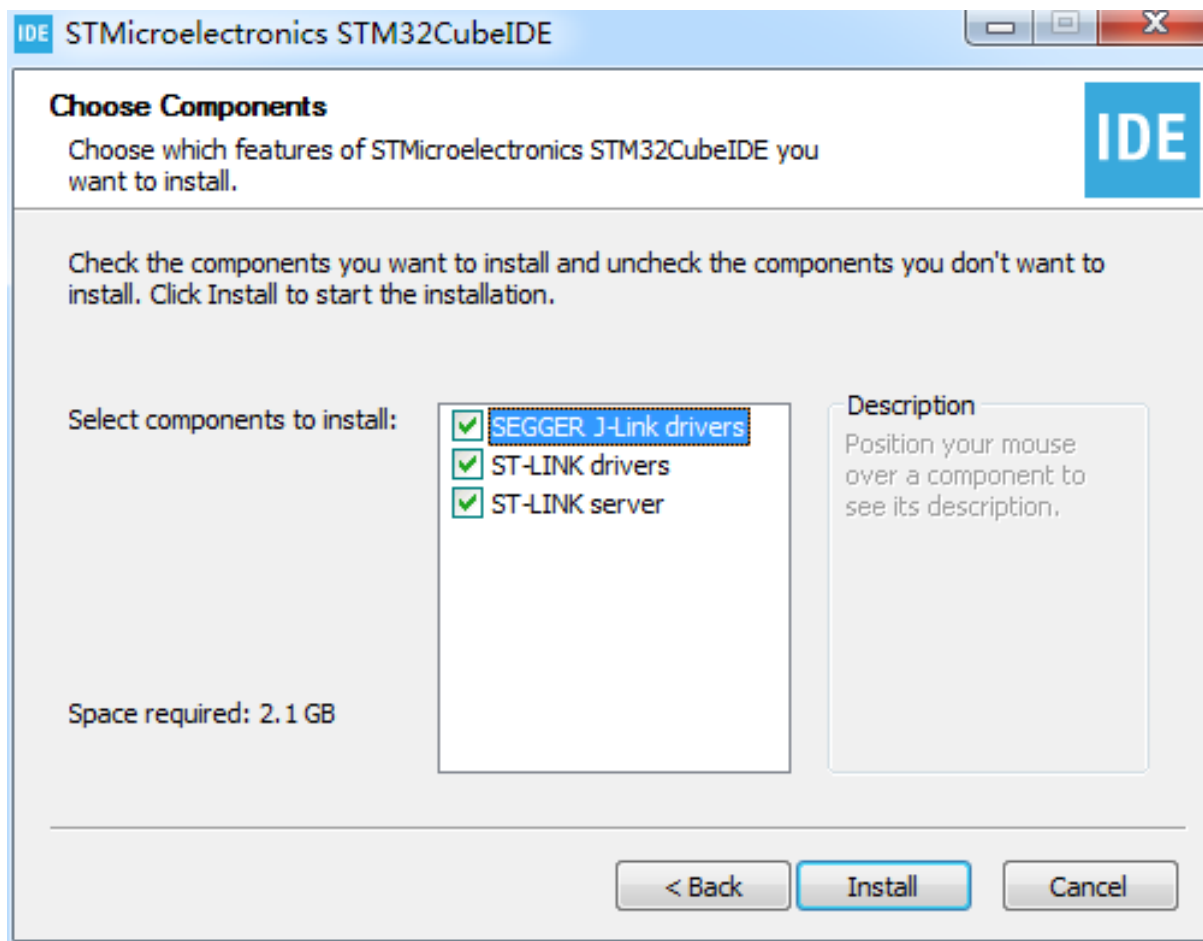 IDE STMicroelectronics STM32CubeIDE
Choose Components
Choose which features of STMicroelectronics STM32CubeIDE you
want to install.
IDE
Check the components you want to install and uncheck the components you don't want to
install. Click Install to start the installation.
Select components to install:
SEGGER J-Link drivers
ST-LINK drivers
ST-LINK server
Description
Position your mouse
over a component to
see its description.
Space required: 2.1 GB
< Back
Install
Cancel